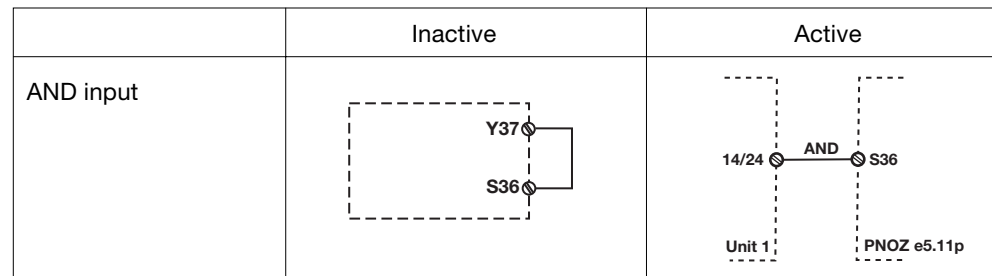 Inactive
Active
AND input
Y37
S36
14/24
AND
S36
Unit 1
PNOZ e5.11p